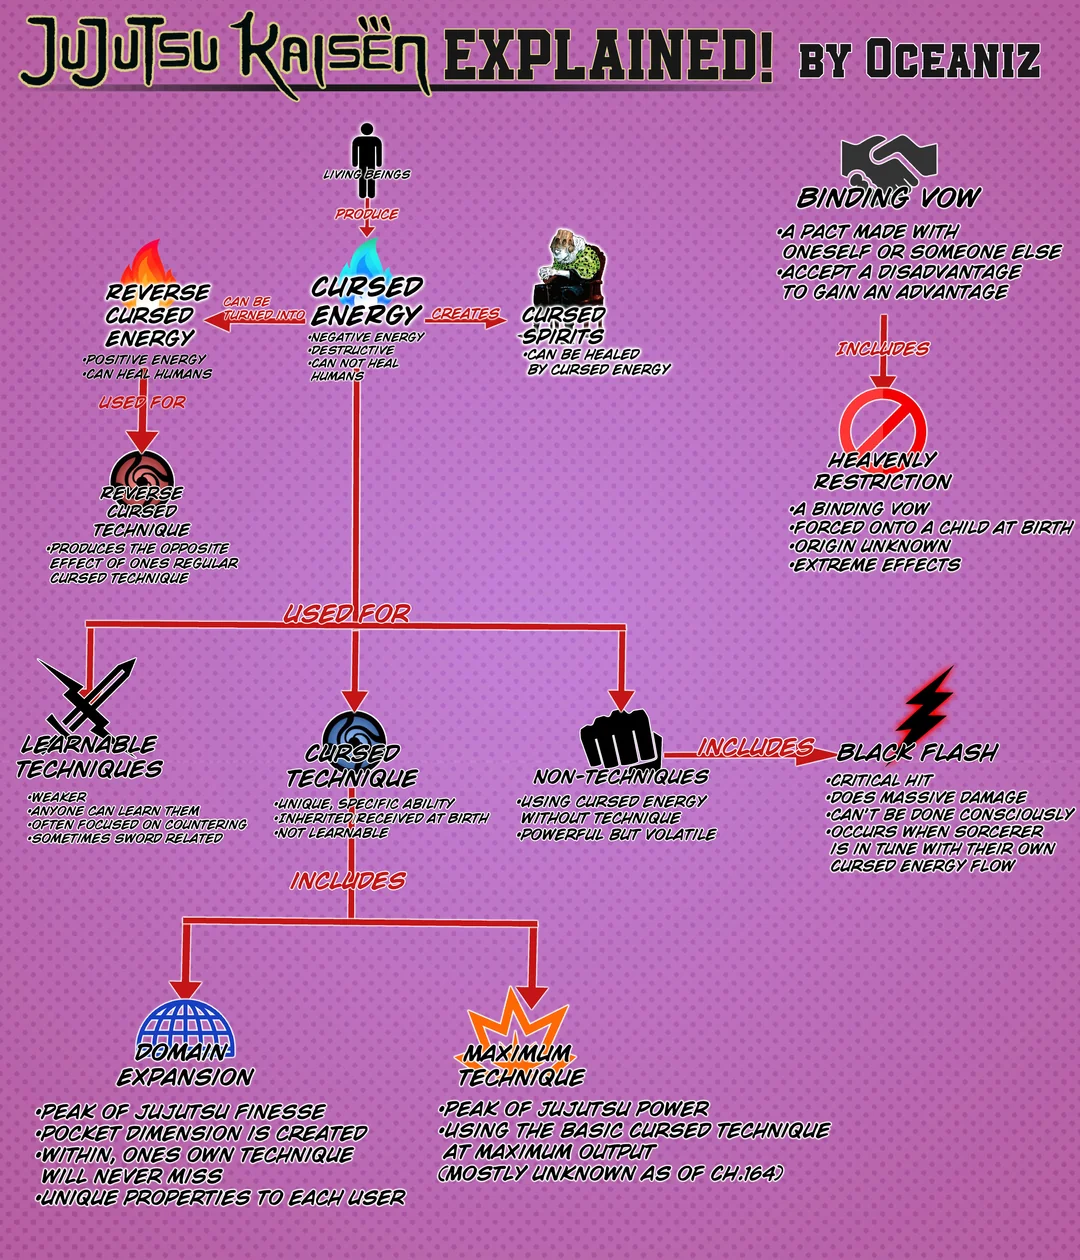 JUJUTSU KAISEN EXPLAINED! BY OCEANIZ
LIVING BEINGS
PRODUCE
CURSED
ENERGY
•NEGATIVE ENERGY
•DESTRUCTIVE
•CAN NOT HEAL
HUMANS
CAN BE
TURNED INTO
REVERSE
CURSED
ENERGY
•POSITIVE ENERGY
•CAN HEAL HUMANS
USED FOR
REVERSE
CURSED
TECHNIQUE
•PRODUCES THE OPPOSITE
EFFECT OF ONES REGULAR
CURSED TECHNIQUE
CREATES
CURSED
SPIRITS
•CAN BE HEALED
BY CURSED ENERGY
BINDING VOW
•A PACT MADE WITH
ONESELF OR SOMEONE ELSE
•ACCEPT A DISADVANTAGE
TO GAIN AN ADVANTAGE
INCLUDES
HEAVENLY
RESTRICTION
•A BINDING VOW
•FORCED ONTO A CHILD AT BIRTH
•ORIGIN UNKNOWN
•EXTREME EFFECTS
USED FOR
LEARNABLE
TECHNIQUES
•WEAKER
•ANYONE CAN LEARN THEM
•OFTEN FOCUSED ON COUNTERING
•SOMETIMES SWORD RELATED
CURSED
TECHNIQUE
•UNIQUE, SPECIFIC ABILITY
•INHERITED,RECEIVED AT BIRTH
•NOT LEARNABLE
NON-TECHNIQUES
•USING CURSED ENERGY
WITHOUT TECHNIQUE
•POWERFUL BUT VOLATILE
INCLUDES
BLACK FLASH
•CRITICAL HIT
•DOES MASSIVE DAMAGE
•CAN'T BE DONE CONSCIOUSLY
•OCCURS WHEN SORCERER
IS IN TUNE WITH THEIR OWN
CURSED ENERGY FLOW
INCLUDES
DOMAIN
EXPANSION
•PEAK OF JUJUTSU FINESSE
•POCKET DIMENSION IS CREATED
•WITHIN, ONES OWN TECHNIQUE
WILL NEVER MISS
•UNIQUE PROPERTIES TO EACH USER
MAXIMUM
TECHNIQUE
•PEAK OF JUJUTSU POWER
•USING THE BASIC CURSED TECHNIQUE
AT MAXIMUM OUTPUT
(MOSTLY UNKNOWN AS OF CH.164)